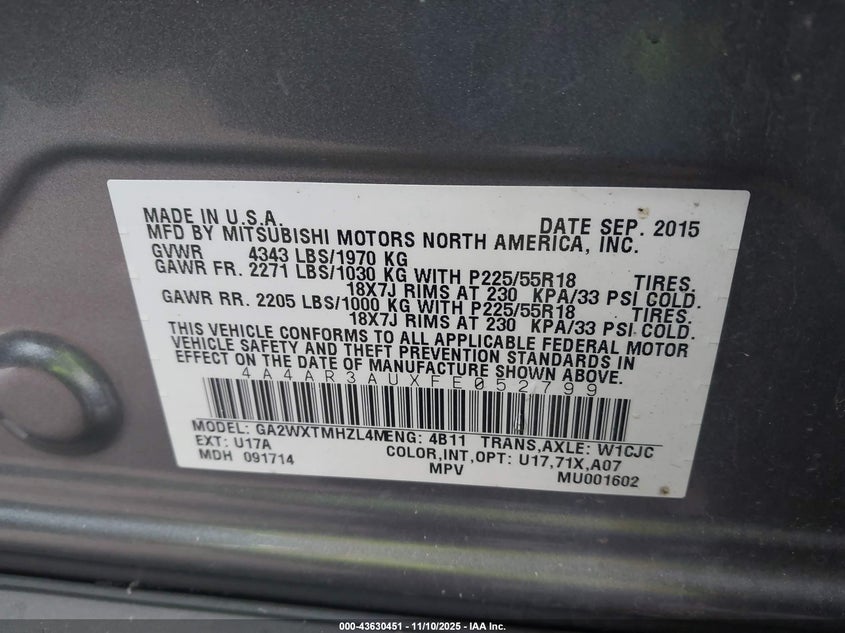 MADE IN U.S.A. DATE SEP. 2015
MFD BY MITSUBISHI MOTORS NORTH AMERICA, INC.
GVWR 4343 LBS/1970 KG
GAWR FR. 2271 LBS/1030 KG WITH P225/55R18 TIRES.
18X7J RIMS AT 230 KPA/33 PSI COLD.
GAWR RR. 2205 LBS/1000 KG WITH P225/55R18 TIRES.
18X7J RIMS AT 230 KPA/33 PSI COLD.
THIS VEHICLE CONFORMS TO ALL APPLICABLE FEDERAL MOTOR
VEHICLE SAFETY AND THEFT PREVENTION STANDARDS IN
EFFECT ON THE DATE OF MANUFACTURE SHOWN ABOVE.
4A4AR3AUXFE052799
MODEL: GA2WXTMHZL4M ENG: 4B11 TRANS,AXLE: W1CJC
EXT: U17A COLOR,INT,OPT: U17,71X,A07
MDH 091714 MPV MU001602
000-43630451 - 11/10/2025 - IAA Inc.